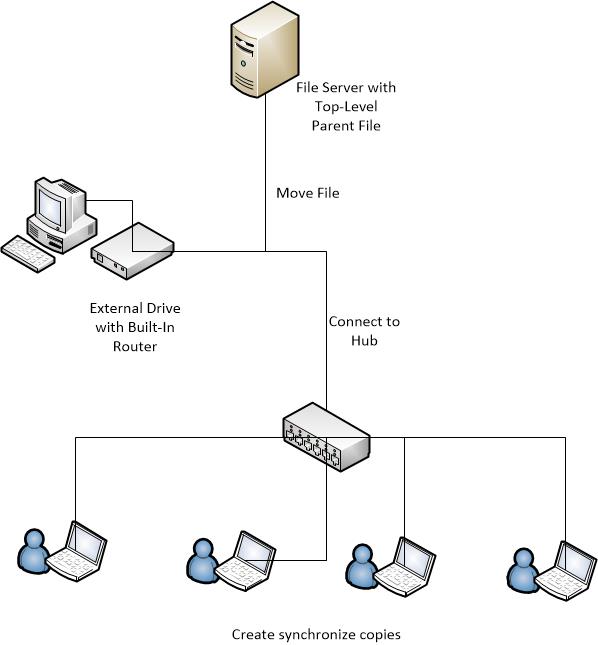 File Server with
Top-Level
Parent File
Move File
External Drive
with Built-In
Router
Connect to
Hub
Create synchronize copies